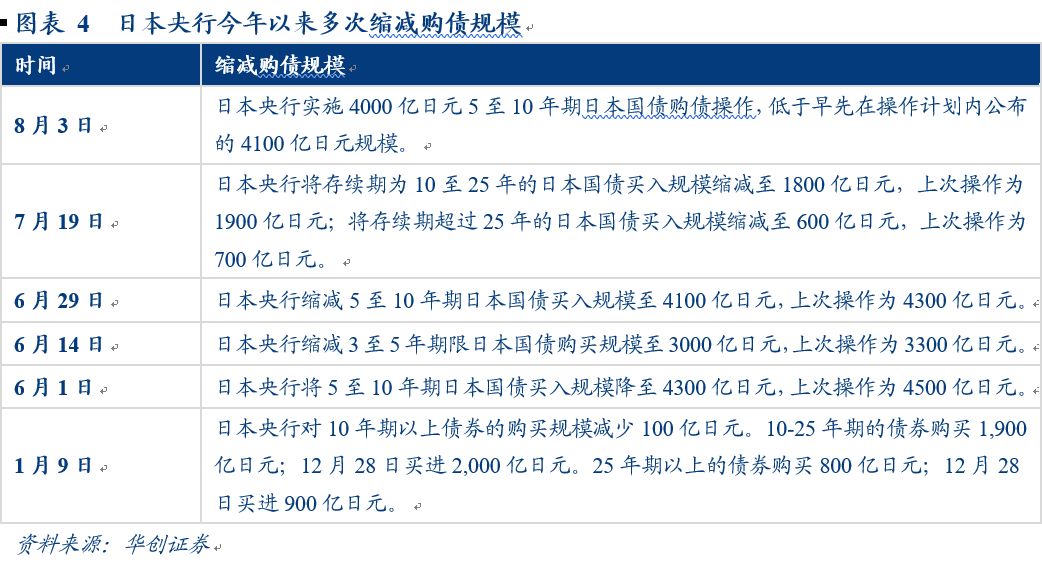 图表 4 日本央行今年以来多次缩减购债规模
时间
缩减购债规模
8 月 3 日
日本央行实施 4000 亿日元 5 至 10 年期日本国债购债操作，低于早先在操作计划内公布
的 4100 亿日元规模。
7 月 19 日
日本央行将存续期为 10 至 25 年的日本国债买入规模缩减至 1800 亿日元，上次操作为
1900 亿日元；将存续期超过 25 年的日本国债买入规模缩减至 600 亿日元，上次操作为
700 亿日元。
6 月 29 日
日本央行缩减 5 至 10 年期日本国债买入规模至 4100 亿日元，上次操作为 4300 亿日元。
6 月 14 日
日本央行缩减 3 至 5 年期限日本国债购买规模至 3000 亿日元，上次操作为 3300 亿日元。
6 月 1 日
日本央行将 5 至 10 年期日本国债买入规模降至 4300 亿日元，上次操作为 4500 亿日元。
1 月 9 日
日本央行对 10 年期以上债券的购买规模减少 100 亿日元。10-25 年期的债券购买 1,900
亿日元；12 月 28 日买进 2,000 亿日元。25 年期以上的债券购买 800 亿日元；12 月 28
日买进 900 亿日元。
资料来源：华创证券